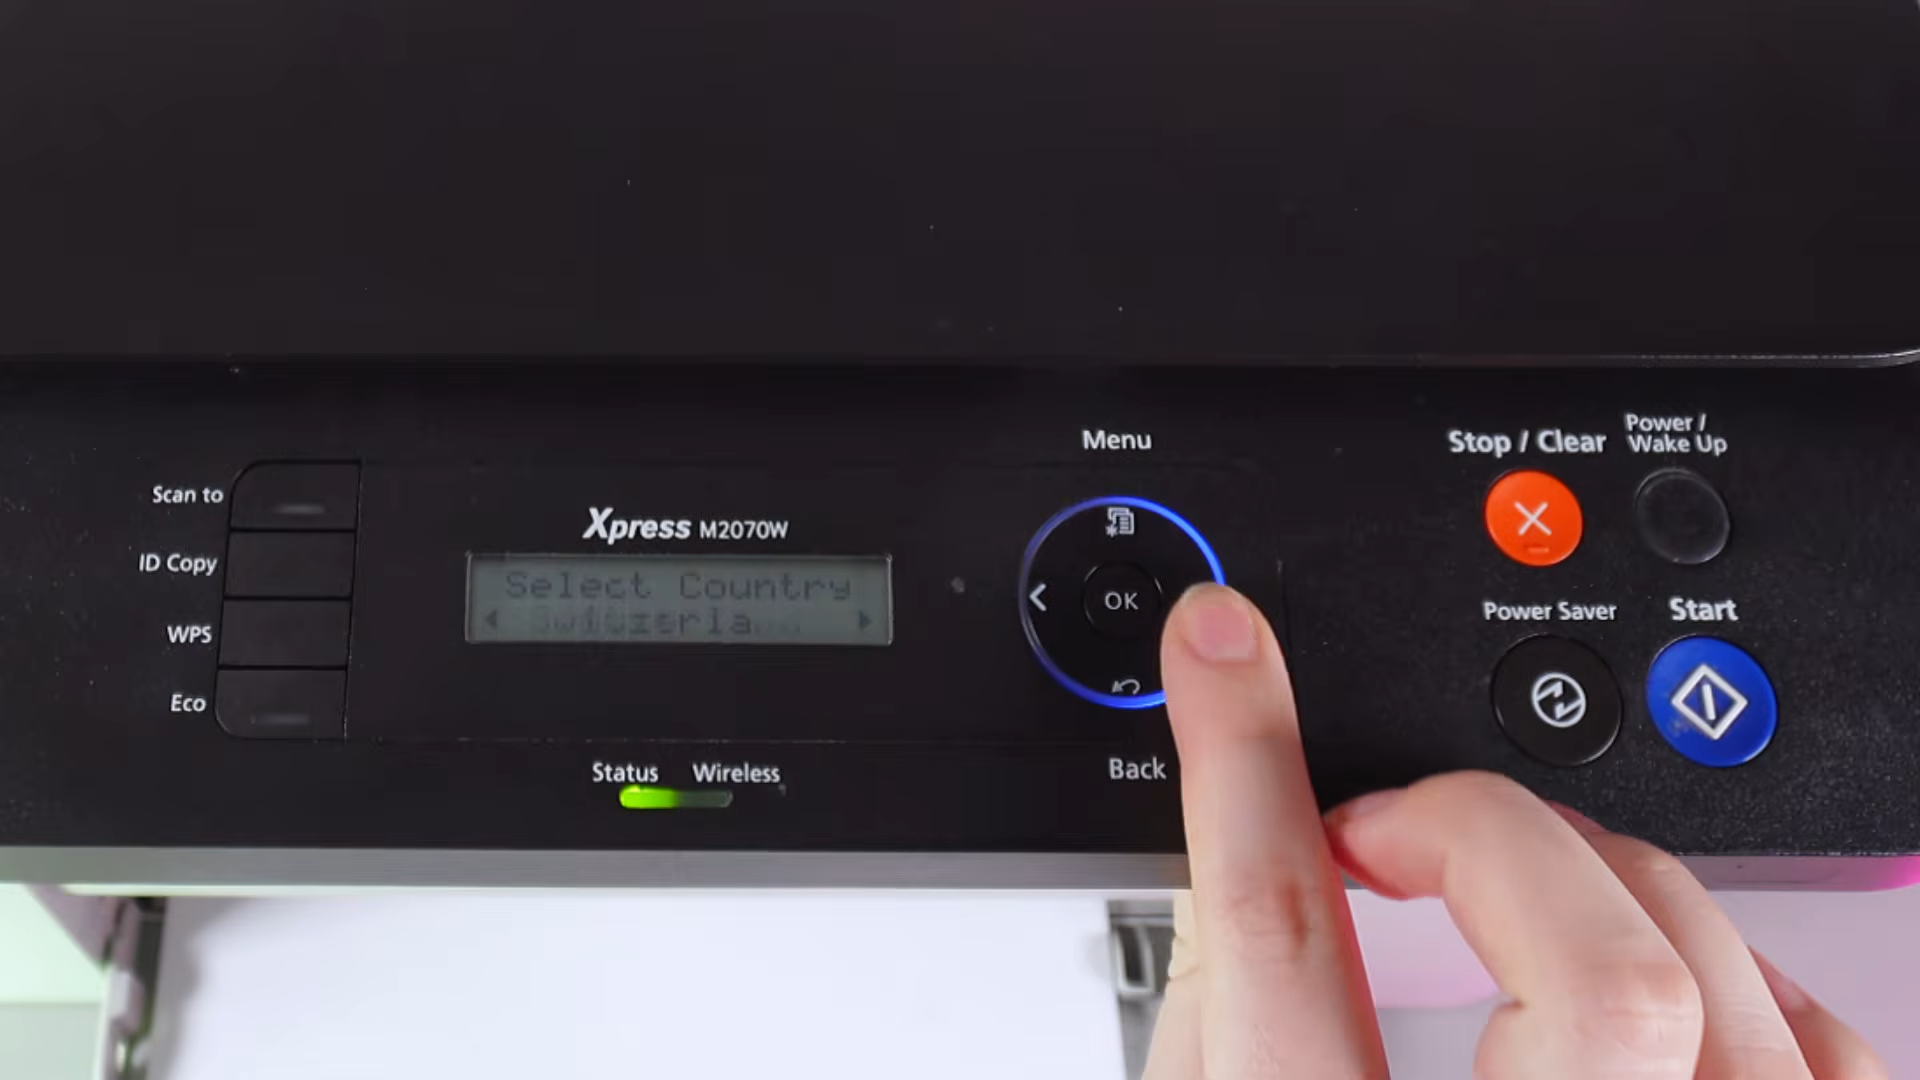 Menu
Stop / Clear
Power /
Wake Up
Scan to
ID Copy
WPS
Eco
Xpress M2070W
Select Country
OK
Power Saver
Start
Status
Wireless
Back